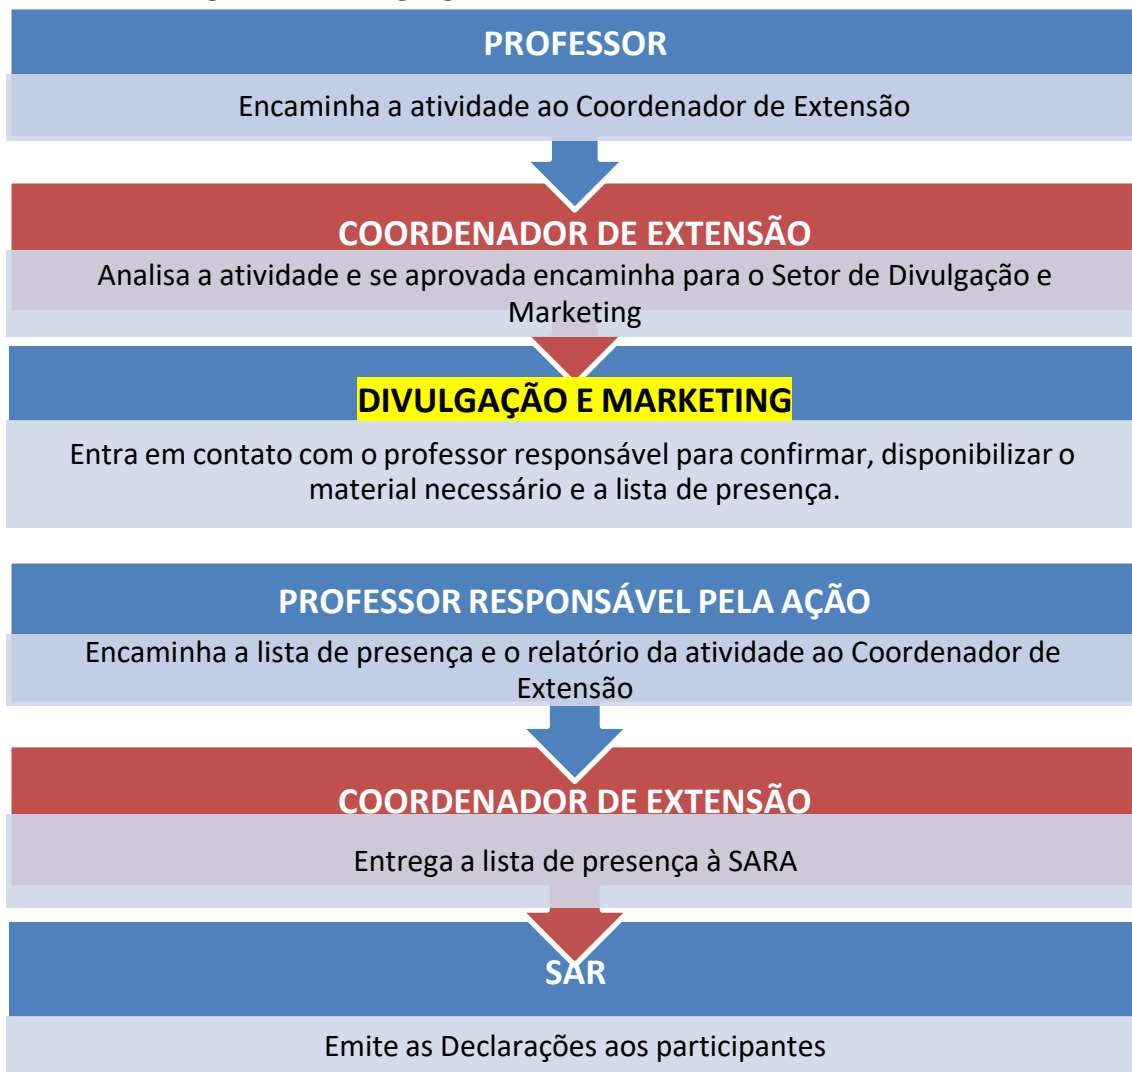 PROFESSOR
Encaminha a atividade ao Coordenador de Extensão
COORDENADOR DE EXTENSÃO
Analisa a atividade e se aprovada encaminha para o Setor de Divulgação e
Marketing
DIVULGAÇÃO E MARKETING
Entra em contato com o professor responsável para confirmar, disponibilizar o
material necessário e a lista de presença.
PROFESSOR RESPONSÁVEL PELA AÇÃO
Encaminha a lista de presença e o relatório da atividade ao Coordenador de
Extensão
COORDENADOR DE EXTENSÃO
Entrega a lista de presença à SARA
SAR
Emite as Declarações aos participantes